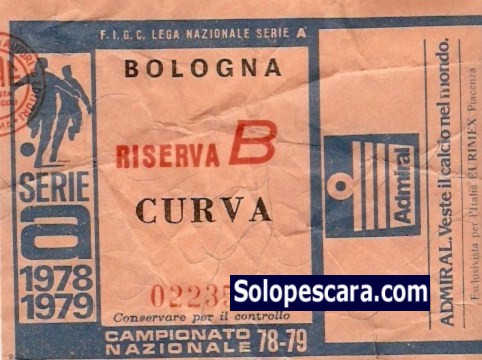 F.I.G.C. LEGA NAZIONALE SERIE A
BOLOGNA
RISERVA B
CURVA
SERIE
a
1978
1979
Conservare per il controllo
CAMPIONATO
NAZIONALE 78-79
Admiral
ADMIRAL. Veste il calcio nel mondo.
Esclusivista per l'Italia EURIMEX Piacenza
Solopescara.com